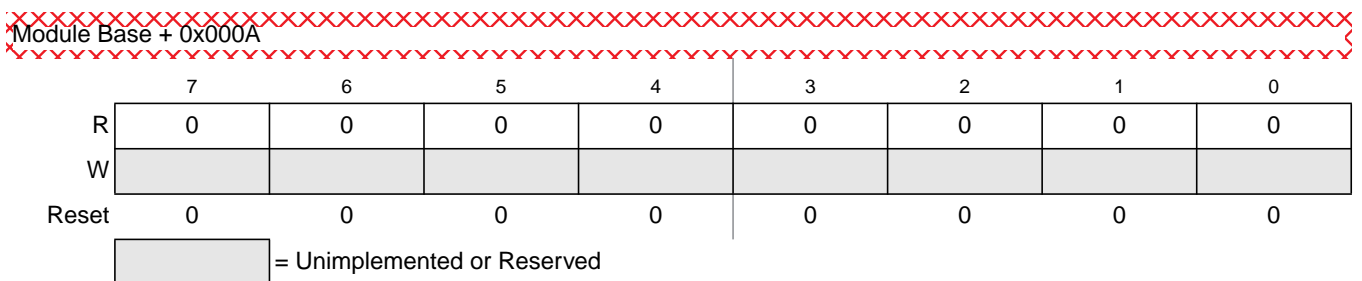 Module Base + 0x000A
7 6 5 4 3 2 1 0
R 0 0 0 0 0 0 0 0
W
Reset 0 0 0 0 0 0 0 0
= Unimplemented or Reserved